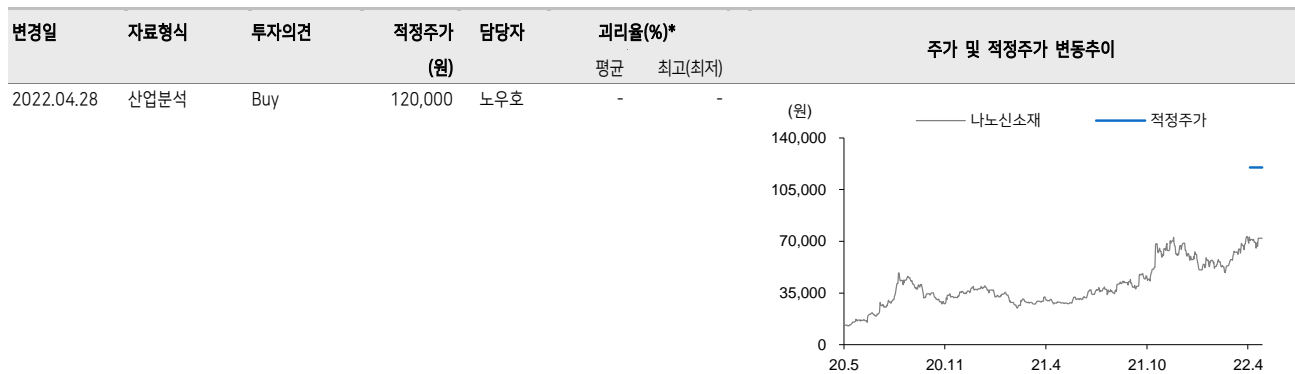 변경일 자료형식 투자의견 적정주가 담당자 괴리율(%)* 주가 및 적정주가 변동추이
(원) 평균 최고(최저)
2022.04.28 산업분석 Buy 120,000 노우호 - -
(원)
나노신소재 적정주가
140,000
105,000
70,000
35,000
0
20.5 20.11 21.4 21.10 22.4